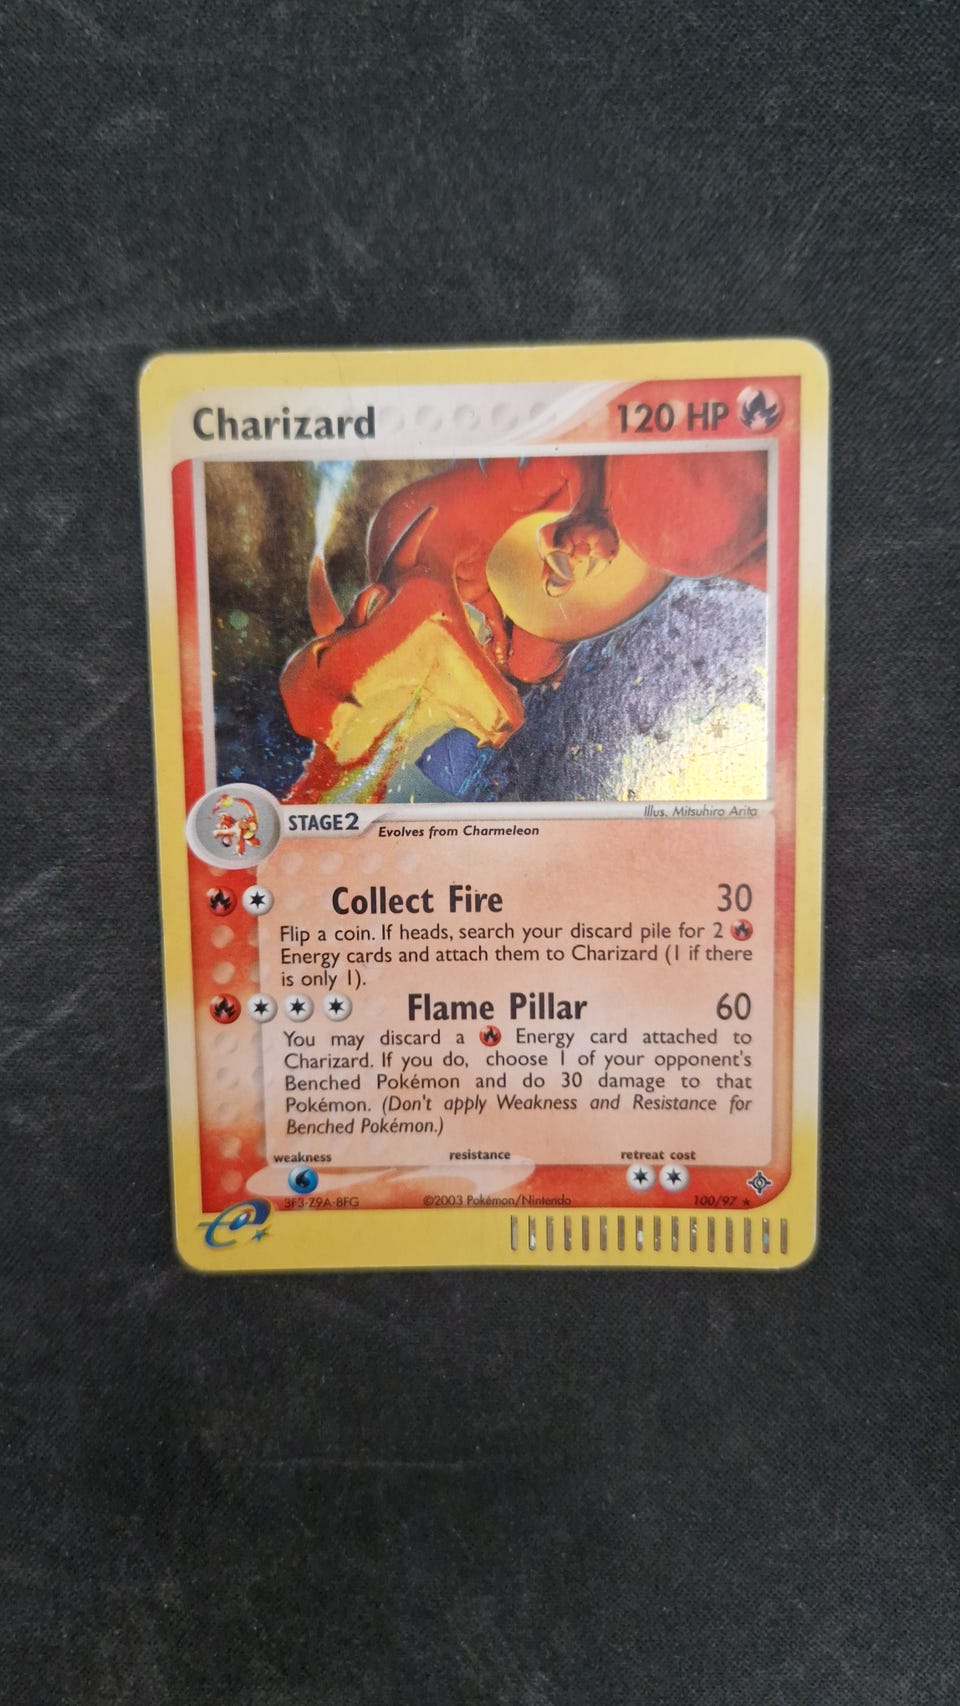 Charizard 120 HP
Illus. Mitsuhiro Arita
STAGE2 Evolves from Charmeleon
Collect Fire 30
Flip a coin. If heads, search your discard pile for 2
Energy cards and attach them to Charizard (1 if there
is only 1).
Flame Pillar 60
You may discard a Energy card attached to
Charizard. If you do, choose 1 of your opponent's
Benched Pokémon and do 30 damage to that
Pokémon. (Don't apply Weakness and Resistance for
Benched Pokémon.)
weakness resistance retreat cost
3F3-Z9A-8FG ©2003 Pokémon/Nintendo 100/97 ★
e